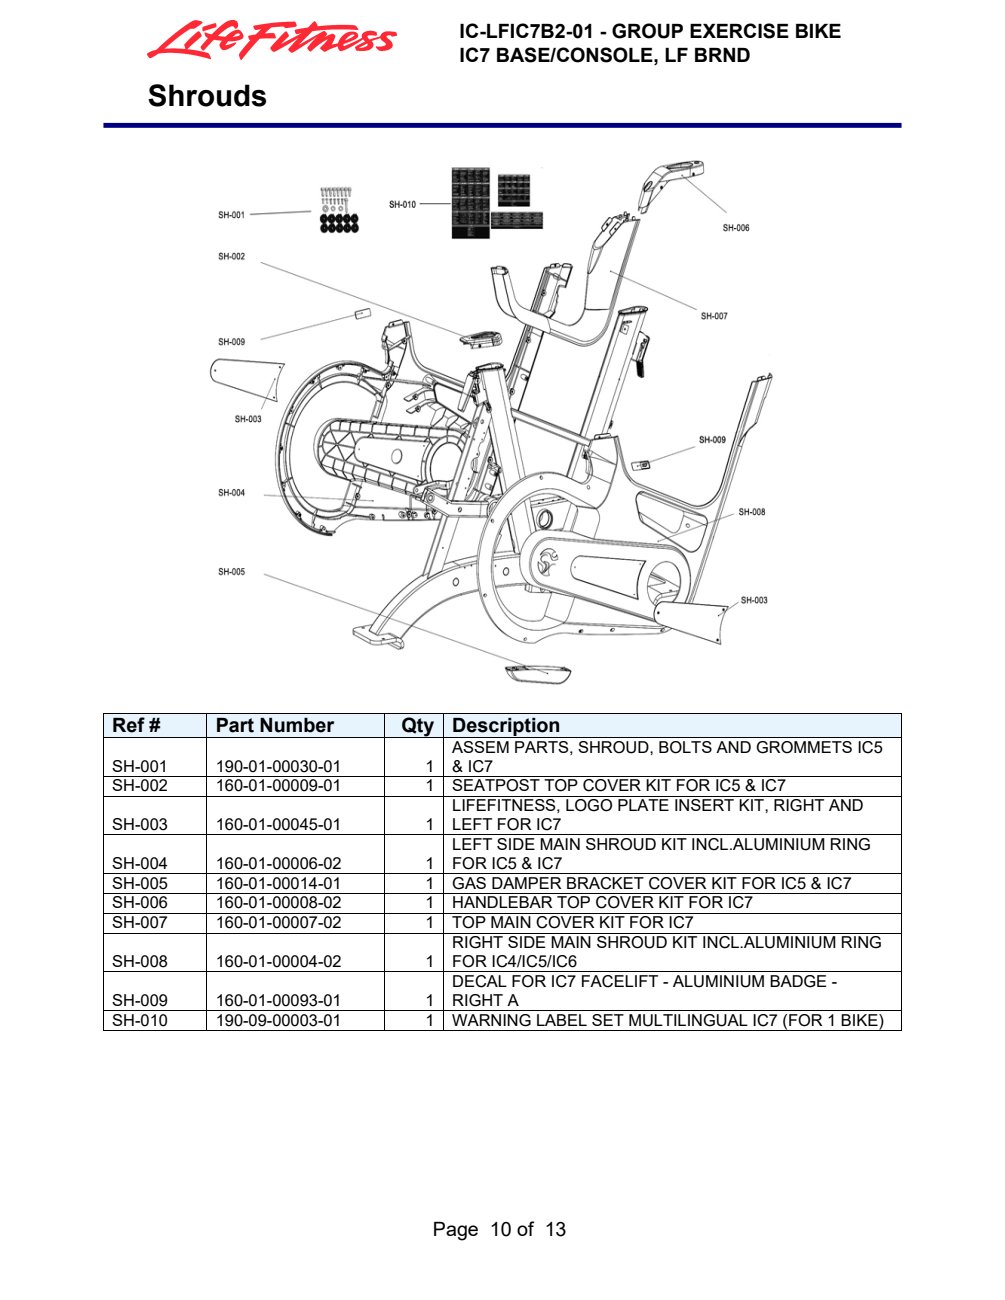 Life Fitness
IC-LFIC7B2-01 - GROUP EXERCISE BIKE
IC7 BASE/CONSOLE, LF BRND
Shrouds
SH-001
SH-010
SH-006
SH-002
SH-007
SH-009
SH-003
SH-009
SH-004
SH-008
SH-005
SH-003
Ref # Part Number Qty Description
ASSEM PARTS, SHROUD, BOLTS AND GROMMETS IC5
SH-001 190-01-00030-01 1 & IC7
SH-002 160-01-00009-01 1 SEATPOST TOP COVER KIT FOR IC5 & IC7
LIFEFITNESS, LOGO PLATE INSERT KIT, RIGHT AND
SH-003 160-01-00045-01 1 LEFT FOR IC7
LEFT SIDE MAIN SHROUD KIT INCL.ALUMINIUM RING
SH-004 160-01-00006-02 1 FOR IC5 & IC7
SH-005 160-01-00014-01 1 GAS DAMPER BRACKET COVER KIT FOR IC5 & IC7
SH-006 160-01-00008-02 1 HANDLEBAR TOP COVER KIT FOR IC7
SH-007 160-01-00007-02 1 TOP MAIN COVER KIT FOR IC7
RIGHT SIDE MAIN SHROUD KIT INCL.ALUMINIUM RING
SH-008 160-01-00004-02 1 FOR IC4/IC5/IC6
DECAL FOR IC7 FACELIFT - ALUMINIUM BADGE -
SH-009 160-01-00093-01 1 RIGHT A
SH-010 190-09-00003-01 1 WARNING LABEL SET MULTILINGUAL IC7 (FOR 1 BIKE)
Page 10 of 13